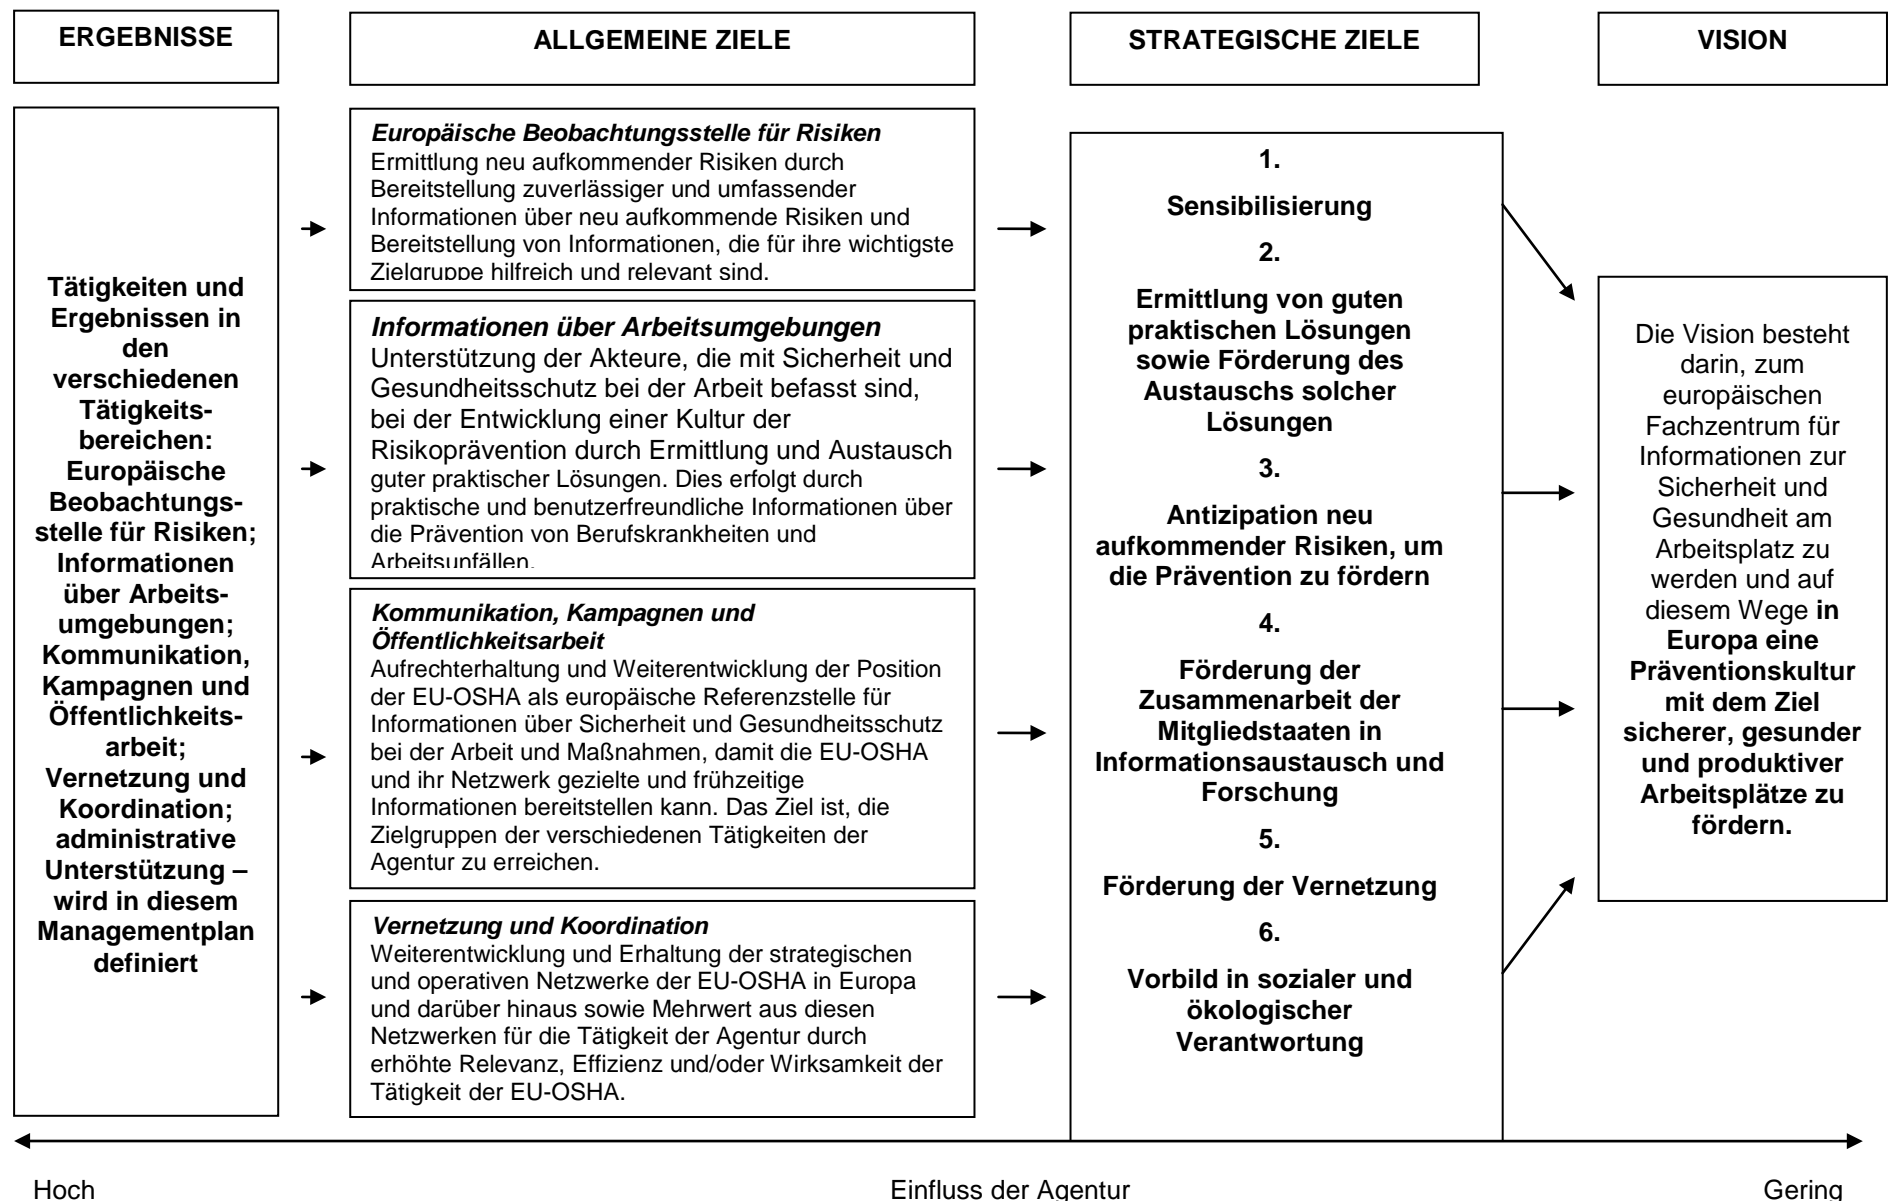 ERGEBNISSE
ALLGEMEINE ZIELE
STRATEGISCHE ZIELE
VISION
Tätigkeiten und
Ergebnissen in
den
verschiedenen
Tätigkeits-
bereichen:
Europäische
Beobachtungs-
stelle für Risiken;
Informationen
über Arbeits-
umgebungen;
Kommunikation,
Kampagnen und
Öffentlichkeits-
arbeit;
Vernetzung und
Koordination;
administrative
Unterstützung –
wird in diesem
Managementplan
definiert
Europäische Beobachtungsstelle für Risiken
Ermittlung neu aufkommender Risiken durch
Bereitstellung zuverlässiger und umfassender
Informationen über neu aufkommende Risiken und
Bereitstellung von Informationen, die für ihre wichtigste
Zielgruppe hilfreich und relevant sind.
Informationen über Arbeitsumgebungen
Unterstützung der Akteure, die mit Sicherheit und
Gesundheitsschutz bei der Arbeit befasst sind,
bei der Entwicklung einer Kultur der
Risikoprävention durch Ermittlung und Austausch
guter praktischer Lösungen. Dies erfolgt durch
praktische und benutzerfreundliche Informationen über
die Prävention von Berufskrankheiten und
Arbeitsunfällen.
Kommunikation, Kampagnen und
Öffentlichkeitsarbeit
Aufrechterhaltung und Weiterentwicklung der Position
der EU-OSHA als europäische Referenzstelle für
Informationen über Sicherheit und Gesundheitsschutz
bei der Arbeit und Maßnahmen, damit die EU-OSHA
und ihr Netzwerk gezielte und frühzeitige
Informationen bereitstellen kann. Das Ziel ist, die
Zielgruppen der verschiedenen Tätigkeiten der
Agentur zu erreichen.
Vernetzung und Koordination
Weiterentwicklung und Erhaltung der strategischen
und operativen Netzwerke der EU-OSHA in Europa
und darüber hinaus sowie Mehrwert aus diesen
Netzwerken für die Tätigkeit der Agentur durch
erhöhte Relevanz, Effizienz und/oder Wirksamkeit der
Tätigkeit der EU-OSHA.
1.
Sensibilisierung
2.
Ermittlung von guten
praktischen Lösungen
sowie Förderung des
Austauschs solcher
Lösungen
3.
Antizipation neu
aufkommender Risiken, um
die Prävention zu fördern
4.
Förderung der
Zusammenarbeit der
Mitgliedstaaten in
Informationsaustausch und
Forschung
5.
Förderung der Vernetzung
6.
Vorbild in sozialer und
ökologischer
Verantwortung
Die Vision besteht
darin, zum
europäischen
Fachzentrum für
Informationen zur
Sicherheit und
Gesundheit am
Arbeitsplatz zu
werden und auf
diesem Wege in
Europa eine
Präventionskultur
mit dem Ziel
sicherer, gesunder
und produktiver
Arbeitsplätze zu
fördern.
Hoch
Einfluss der Agentur
Gering